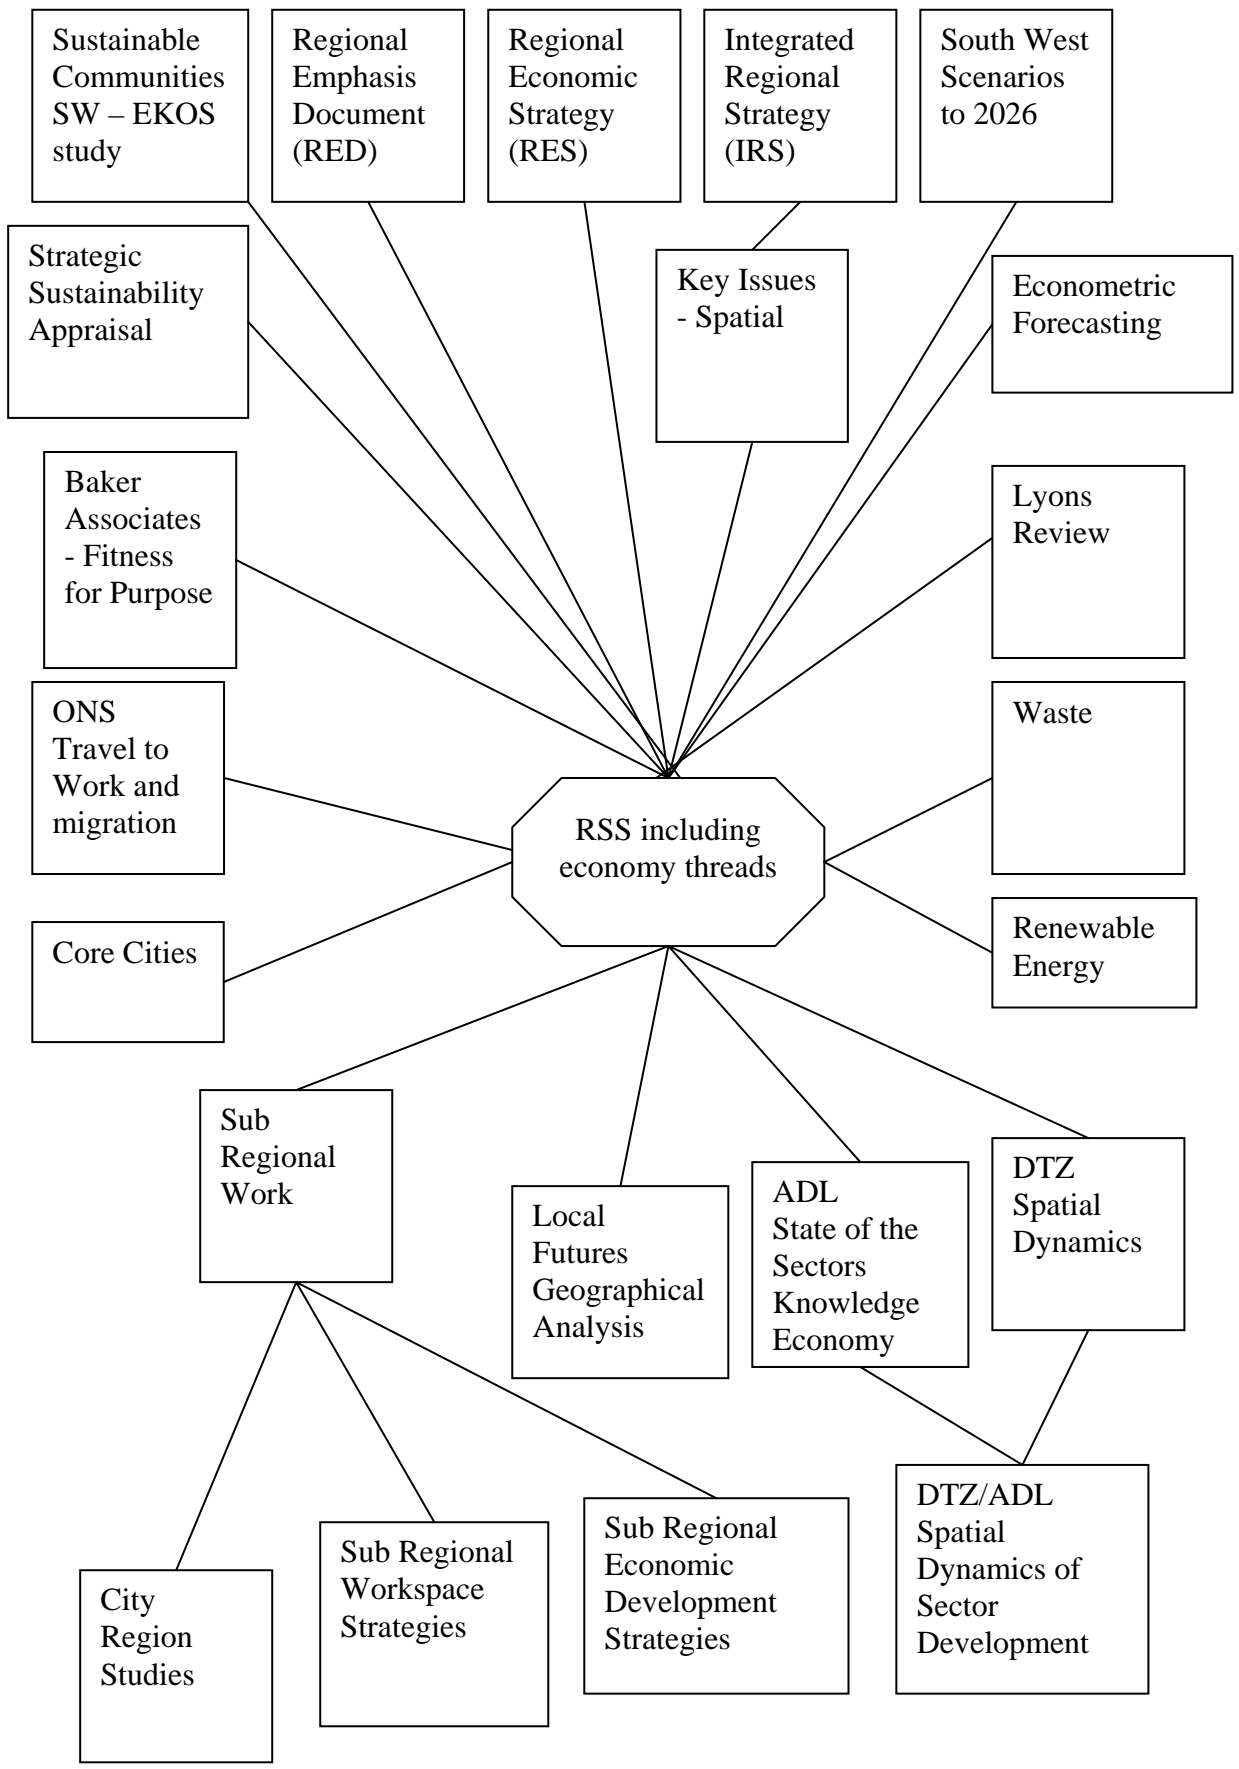 Sustainable
Communities
SW – EKOS
study
Regional
Emphasis
Document
(RED)
Regional
Economic
Strategy
(RES)
Integrated
Regional
Strategy
(IRS)
South West
Scenarios
to 2026
Strategic
Sustainability
Appraisal
Key Issues
- Spatial
Econometric
Forecasting
Baker
Associates
- Fitness
for Purpose
Lyons
Review
ONS
Travel to
Work and
migration
Waste
RSS including
economy threads
Core Cities
Renewable
Energy
Sub
Regional
Work
Local
Futures
Geographical
Analysis
ADL
State of the
Sectors
Knowledge
Economy
DTZ
Spatial
Dynamics
City
Region
Studies
Sub Regional
Workspace
Strategies
Sub Regional
Economic
Development
Strategies
DTZ/ADL
Spatial
Dynamics of
Sector
Development